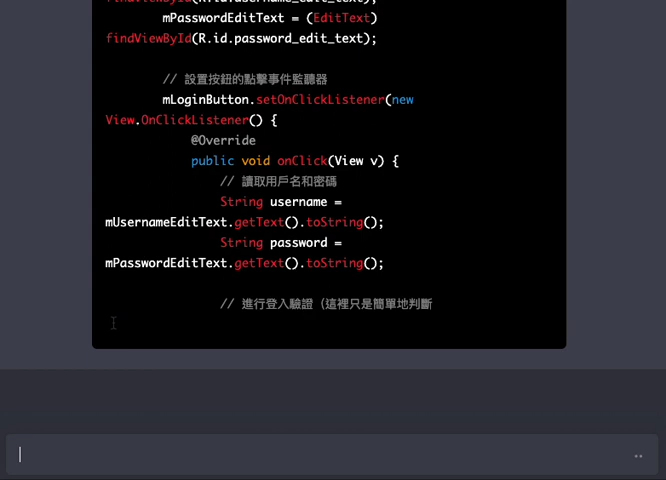 mPasswordEditText = (EditText)
findViewById(R.id.password_edit_text);
// 設置按鈕的點擊事件監聽器
mLoginButton.setOnClickListener(new
View.OnClickListener() {
@Override
public void onClick(View v) {
// 讀取用戶名和密碼
String username =
mUsernameEditText.getText().toString();
String password =
mPasswordEditText.getText().toString();
// 進行登入驗證（這裡只是簡單地判斷